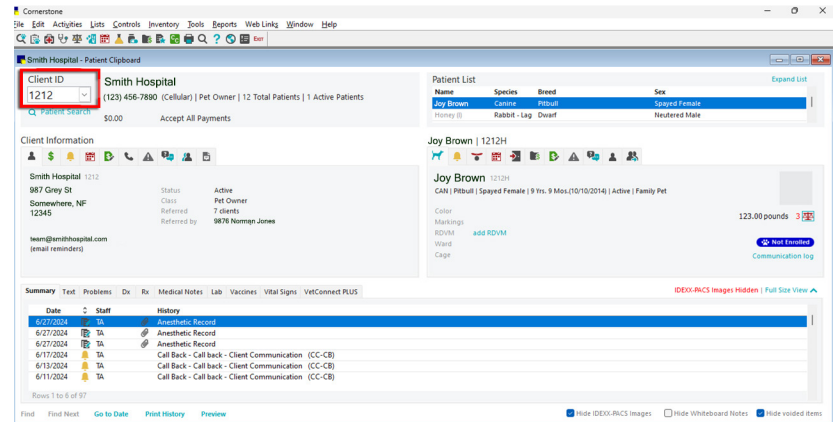 Cornerstone
File Edit Activities Lists Controls Inventory Tools Reports Web Links Window Help
Exit
Smith Hospital - Patient Clipboard
Client ID
1212
Patient Search
Smith Hospital
(123) 456-7890 (Cellular) | Pet Owner | 12 Total Patients | 1 Active Patients
$0.00 Accept All Payments
Patient List Expand List
Name Species Breed Sex
Joy Brown Canine Pitbull Spayed Female
Honey (I) Rabbit - Lag Dwarf Neutered Male
Client Information
Smith Hospital 1212
987 Grey St
Somewhere, NF
12345
team@smithhospital.com
(email reminders)
Status Active
Class Pet Owner
Referred 7 clients
Referred by 9876 Norman Jones
Joy Brown | 1212H
Joy Brown 1212H
CAN | Pitbull | Spayed Female | 9 Yrs. 9 Mos.(10/10/2014) | Active | Family Pet
Color
Markings
RDVM add RDVM
Ward
Cage
123.00 pounds 3
Not Enrolled
Communication log
Summary Text Problems Dx Rx Medical Notes Lab Vaccines Vital Signs VetConnect PLUS
IDEXX-PACS Images Hidden | Full Size View
Date Staff History
6/27/2024 TA Anesthetic Record
6/27/2024 TA Anesthetic Record
6/27/2024 TA Anesthetic Record
6/17/2024 TA Call Back - Call back - Client Communication (CC-CB)
6/13/2024 TA Call Back - Call back - Client Communication (CC-CB)
6/11/2024 TA Call Back - Call back - Client Communication (CC-CB)
Rows 1 to 6 of 97
Find Find Next Go to Date Print History Preview
Hide IDEXX-PACS Images Hide Whiteboard Notes Hide voided items